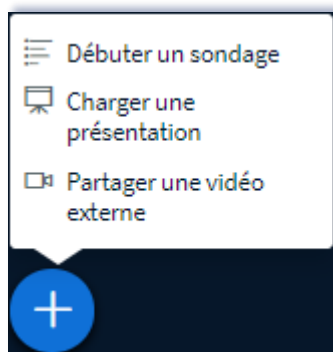 Débuter un sondage
Charger une
présentation
Partager une vidéo
externe